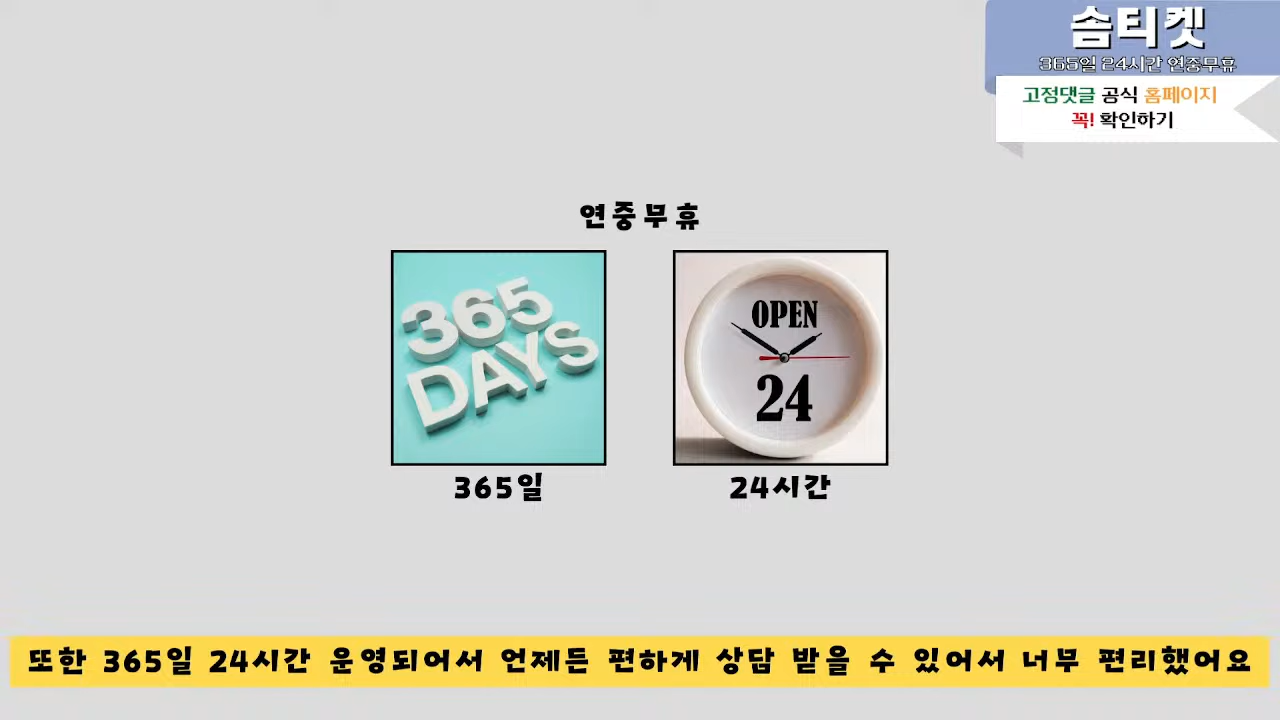 솜티켓
365일 24시간 연중무휴
고정댓글 공식 홈페이지
꼭! 확인하기
연중무휴
365
DAYS
OPEN
24
365일
24시간
또한 365일 24시간 운영되어서 언제든 편하게 상담 받을 수 있어서 너무 편리했어요